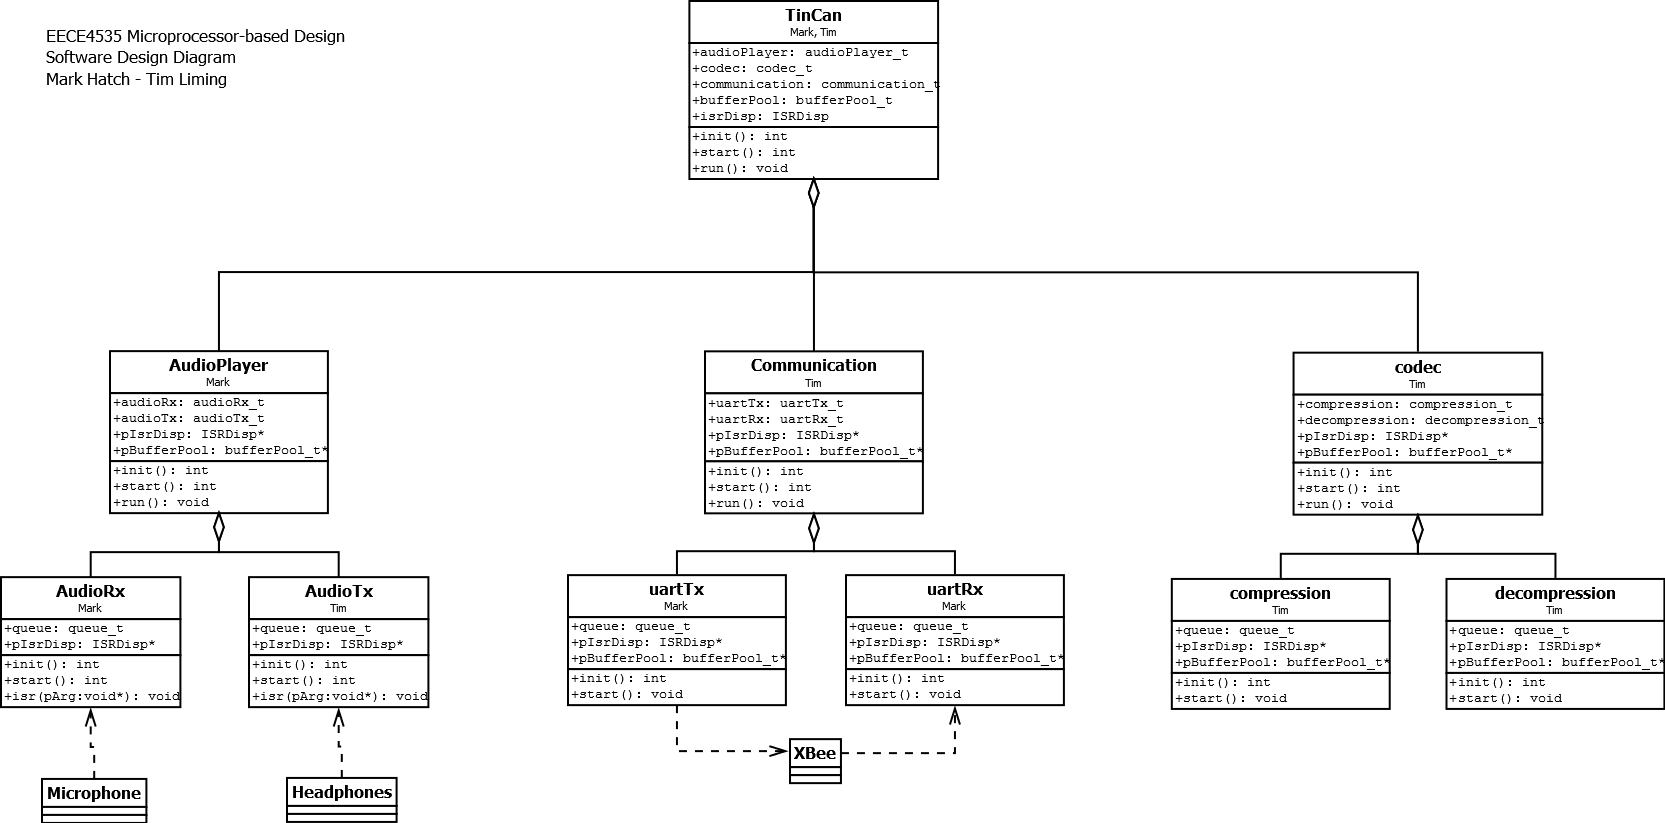 EECE4535 Microprocessor-based Design
Software Design Diagram
Mark Hatch - Tim Liming
TinCan
Mark, Tim
+audioPlayer: audioPlayer_t
+codec: codec_t
+communication: communication_t
+bufferPool: bufferPool_t
+isrDisp: ISRDisp
+init(): int
+start(): int
+run(): void
AudioPlayer
Mark
+audioRx: audioRx_t
+audioTx: audioTx_t
+pIsrDisp: ISRDisp*
+pBufferPool: bufferPool_t*
+init(): int
+start(): int
+run(): void
Communication
Tim
+uartTx: uartTx_t
+uartRx: uartRx_t
+pIsrDisp: ISRDisp*
+pBufferPool: bufferPool_t*
+init(): int
+start(): int
+run(): void
codec
Tim
+compression: compression_t
+decompression: decompression_t
+pIsrDisp: ISRDisp*
+pBufferPool: bufferPool_t*
+init(): int
+start(): int
+run(): void
AudioRx
Mark
+queue: queue_t
+pIsrDisp: ISRDisp*
+init(): int
+start(): int
+isr(pArg:void*): void
AudioTx
Tim
+queue: queue_t
+pIsrDisp: ISRDisp*
+init(): int
+start(): int
+isr(pArg:void*): void
uartTx
Mark
+queue: queue_t
+pIsrDisp: ISRDisp*
+pBufferPool: bufferPool_t*
+init(): int
+start(): void
uartRx
Mark
+queue: queue_t
+pIsrDisp: ISRDisp*
+pBufferPool: bufferPool_t*
+init(): int
+start(): void
compression
Tim
+queue: queue_t
+pIsrDisp: ISRDisp*
+pBufferPool: bufferPool_t*
+init(): int
+start(): void
decompression
Tim
+queue: queue_t
+pIsrDisp: ISRDisp*
+pBufferPool: bufferPool_t*
+init(): int
+start(): void
Microphone
Headphones
XBee